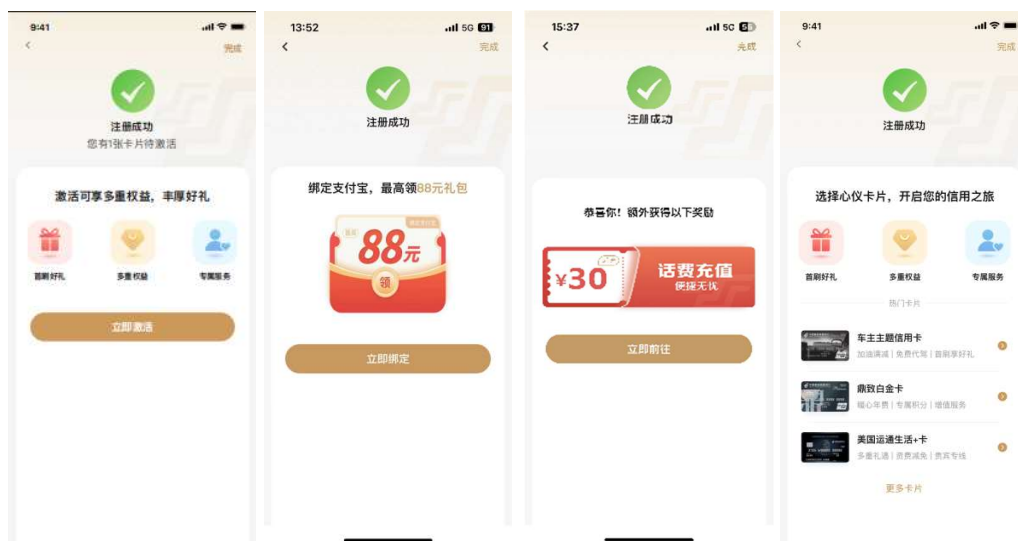 9:41
完成
注册成功
您有1张卡片待激活
激活可享多重权益，丰厚好礼
首刷好礼
多重权益
专属服务
立即激活
13:52
5G 91
完成
注册成功
绑定支付宝，最高领88元礼包
88元
领
立即绑定
15:37
5G
完成
注册成功
恭喜你！额外获得以下奖励
¥30
话费充值
便捷无忧
立即前往
9:41
完成
注册成功
选择心仪卡片，开启您的信用之旅
首刷好礼
多重权益
专属服务
热门卡片
车主主题信用卡
加油满减 | 免费代驾 | 首刷享好礼
鼎致白金卡
暖心年费 | 专属积分 | 增值服务
美国运通生活+卡
多重礼遇 | 货费减免 | 贵宾专线
更多卡片